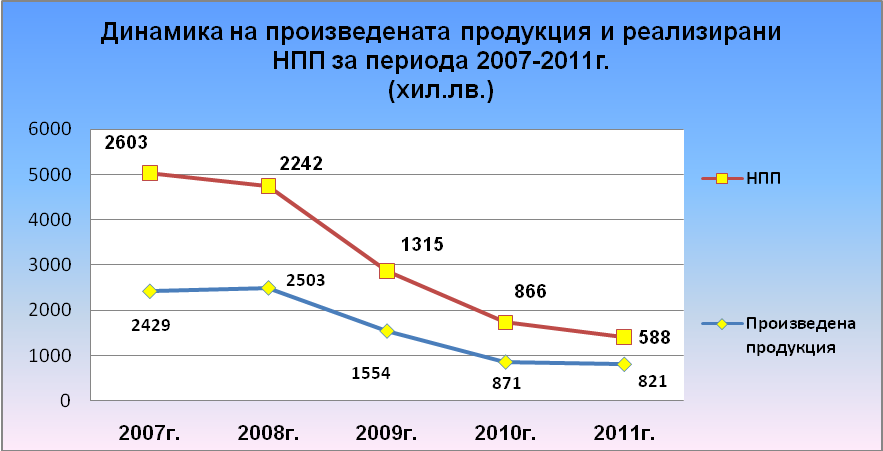 Динамика на произведената продукция и реализирани
НПП за периода 2007-2011г.
(хил.лв.)
6000
5000
4000
3000
2000
1000
0
2603
2242
1315
866
588
2429
2503
1554
871
821
2007г.
2008г.
2009г.
2010г.
2011г.
НПП
Произведена
продукция